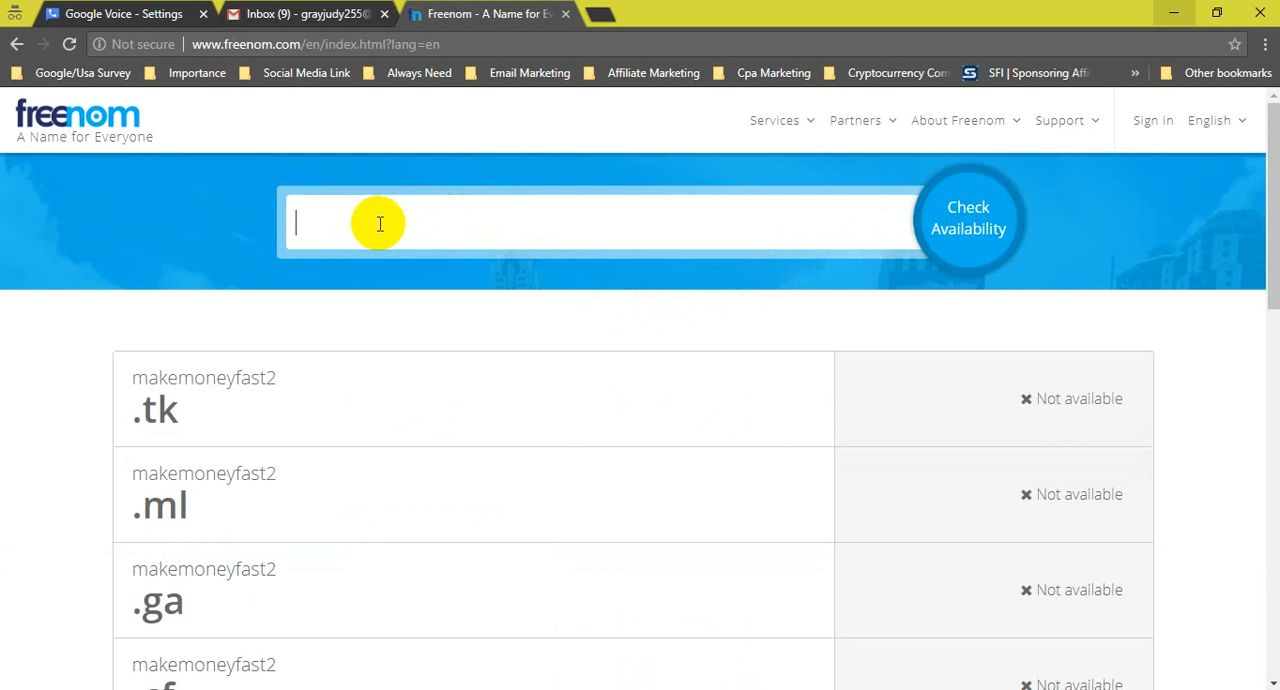 Google Voice - Settings
Inbox (9) - grayjudy255@
Freenom - A Name for Ev
Not secure
www.freenom.com/en/index.html?lang=en
Google/Usa Survey
Importance
Social Media Link
Always Need
Email Marketing
Affiliate Marketing
Cpa Marketing
Cryptocurrency Com
SFI | Sponsoring Affi
»
Other bookmarks
freenom
A Name for Everyone
Services
Partners
About Freenom
Support
Sign in
English
Check
Availability
makemoneyfast2
.tk
Not available
makemoneyfast2
.ml
Not available
makemoneyfast2
.ga
Not available
makemoneyfast2
Not available